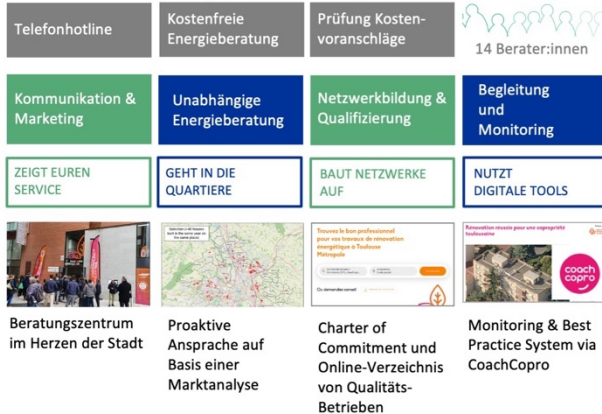 Telefonhotline
Kostenfreie
Energieberatung
Prüfung Kosten-
voranschläge
14 Berater:innen
Kommunikation &
Marketing
Unabhängige
Energieberatung
Netzwerkbildung &
Qualifizierung
Begleitung
und
Monitoring
ZEIGT EUREN
SERVICE
GEHT IN DIE
QUARTIERE
BAUT NETZWERKE
AUF
NUTZT
DIGITALE TOOLS
Trouvez le bon professionnel
pour vos travaux de rénovation
énergétique à Toulouse
Métropole
Rénovation réussie pour une copropriété
toulousaine
coach
copro
Beratungszentrum
im Herzen der Stadt
Proaktive
Ansprache auf
Basis einer
Marktanalyse
Charter of
Commitment und
Online-Verzeichnis
von Qualitäts-
Betrieben
Monitoring & Best
Practice System via
CoachCopro